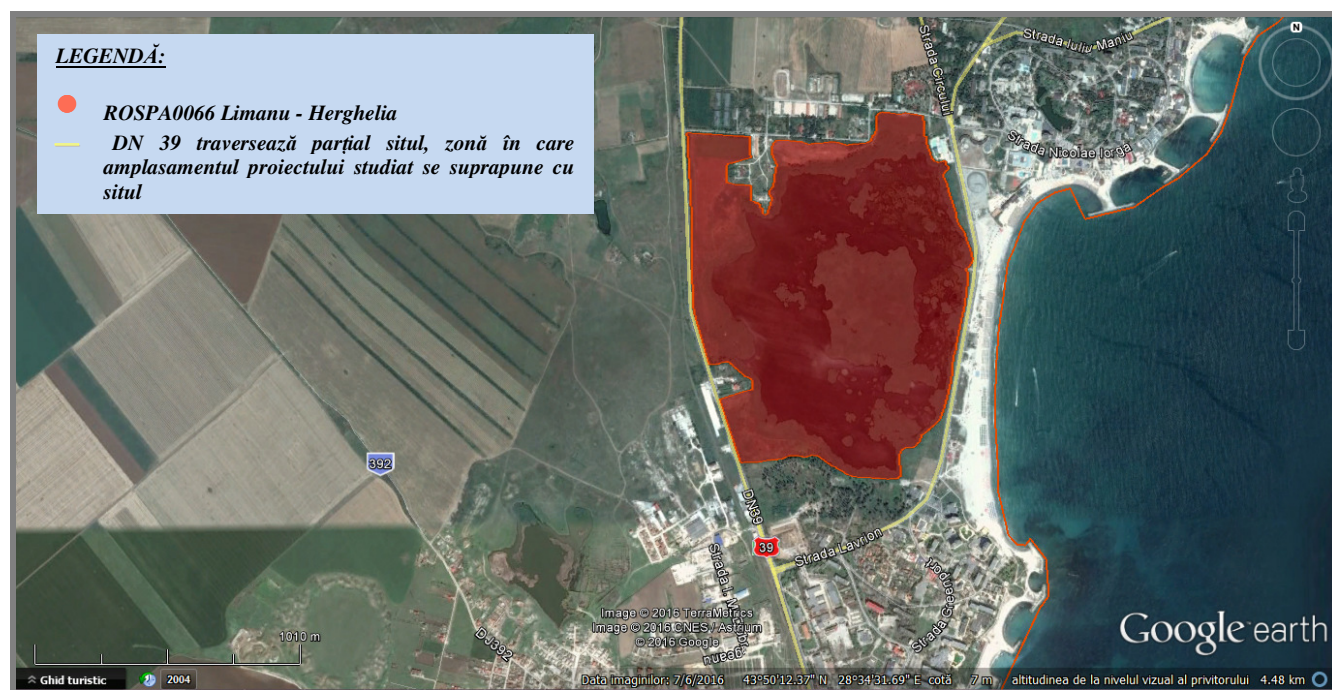 LEGENDĂ:
ROSPA0066 Limanu - Herghelia
DN 39 traversează parțial situl, zonă în care
amplasamentul proiectului studiat se suprapune cu
situl
Strada Circului
Strada Iuliu Maniu
N
Strada Nicolae Iorga
392
DN39
39
Strada Lavrion
Strada I.
DJ392
Image © 2016 TerraMetrics
Image © 2016 CNES / Astrium
© 2016 Google
1010 m
Google earth
Ghid turistic
2004
Data imaginilor: 7/6/2016 43°50'12.37" N 28°34'31.69" E cotă 7 m altitudinea de la nivelul vizual al privitorului 4.48 km